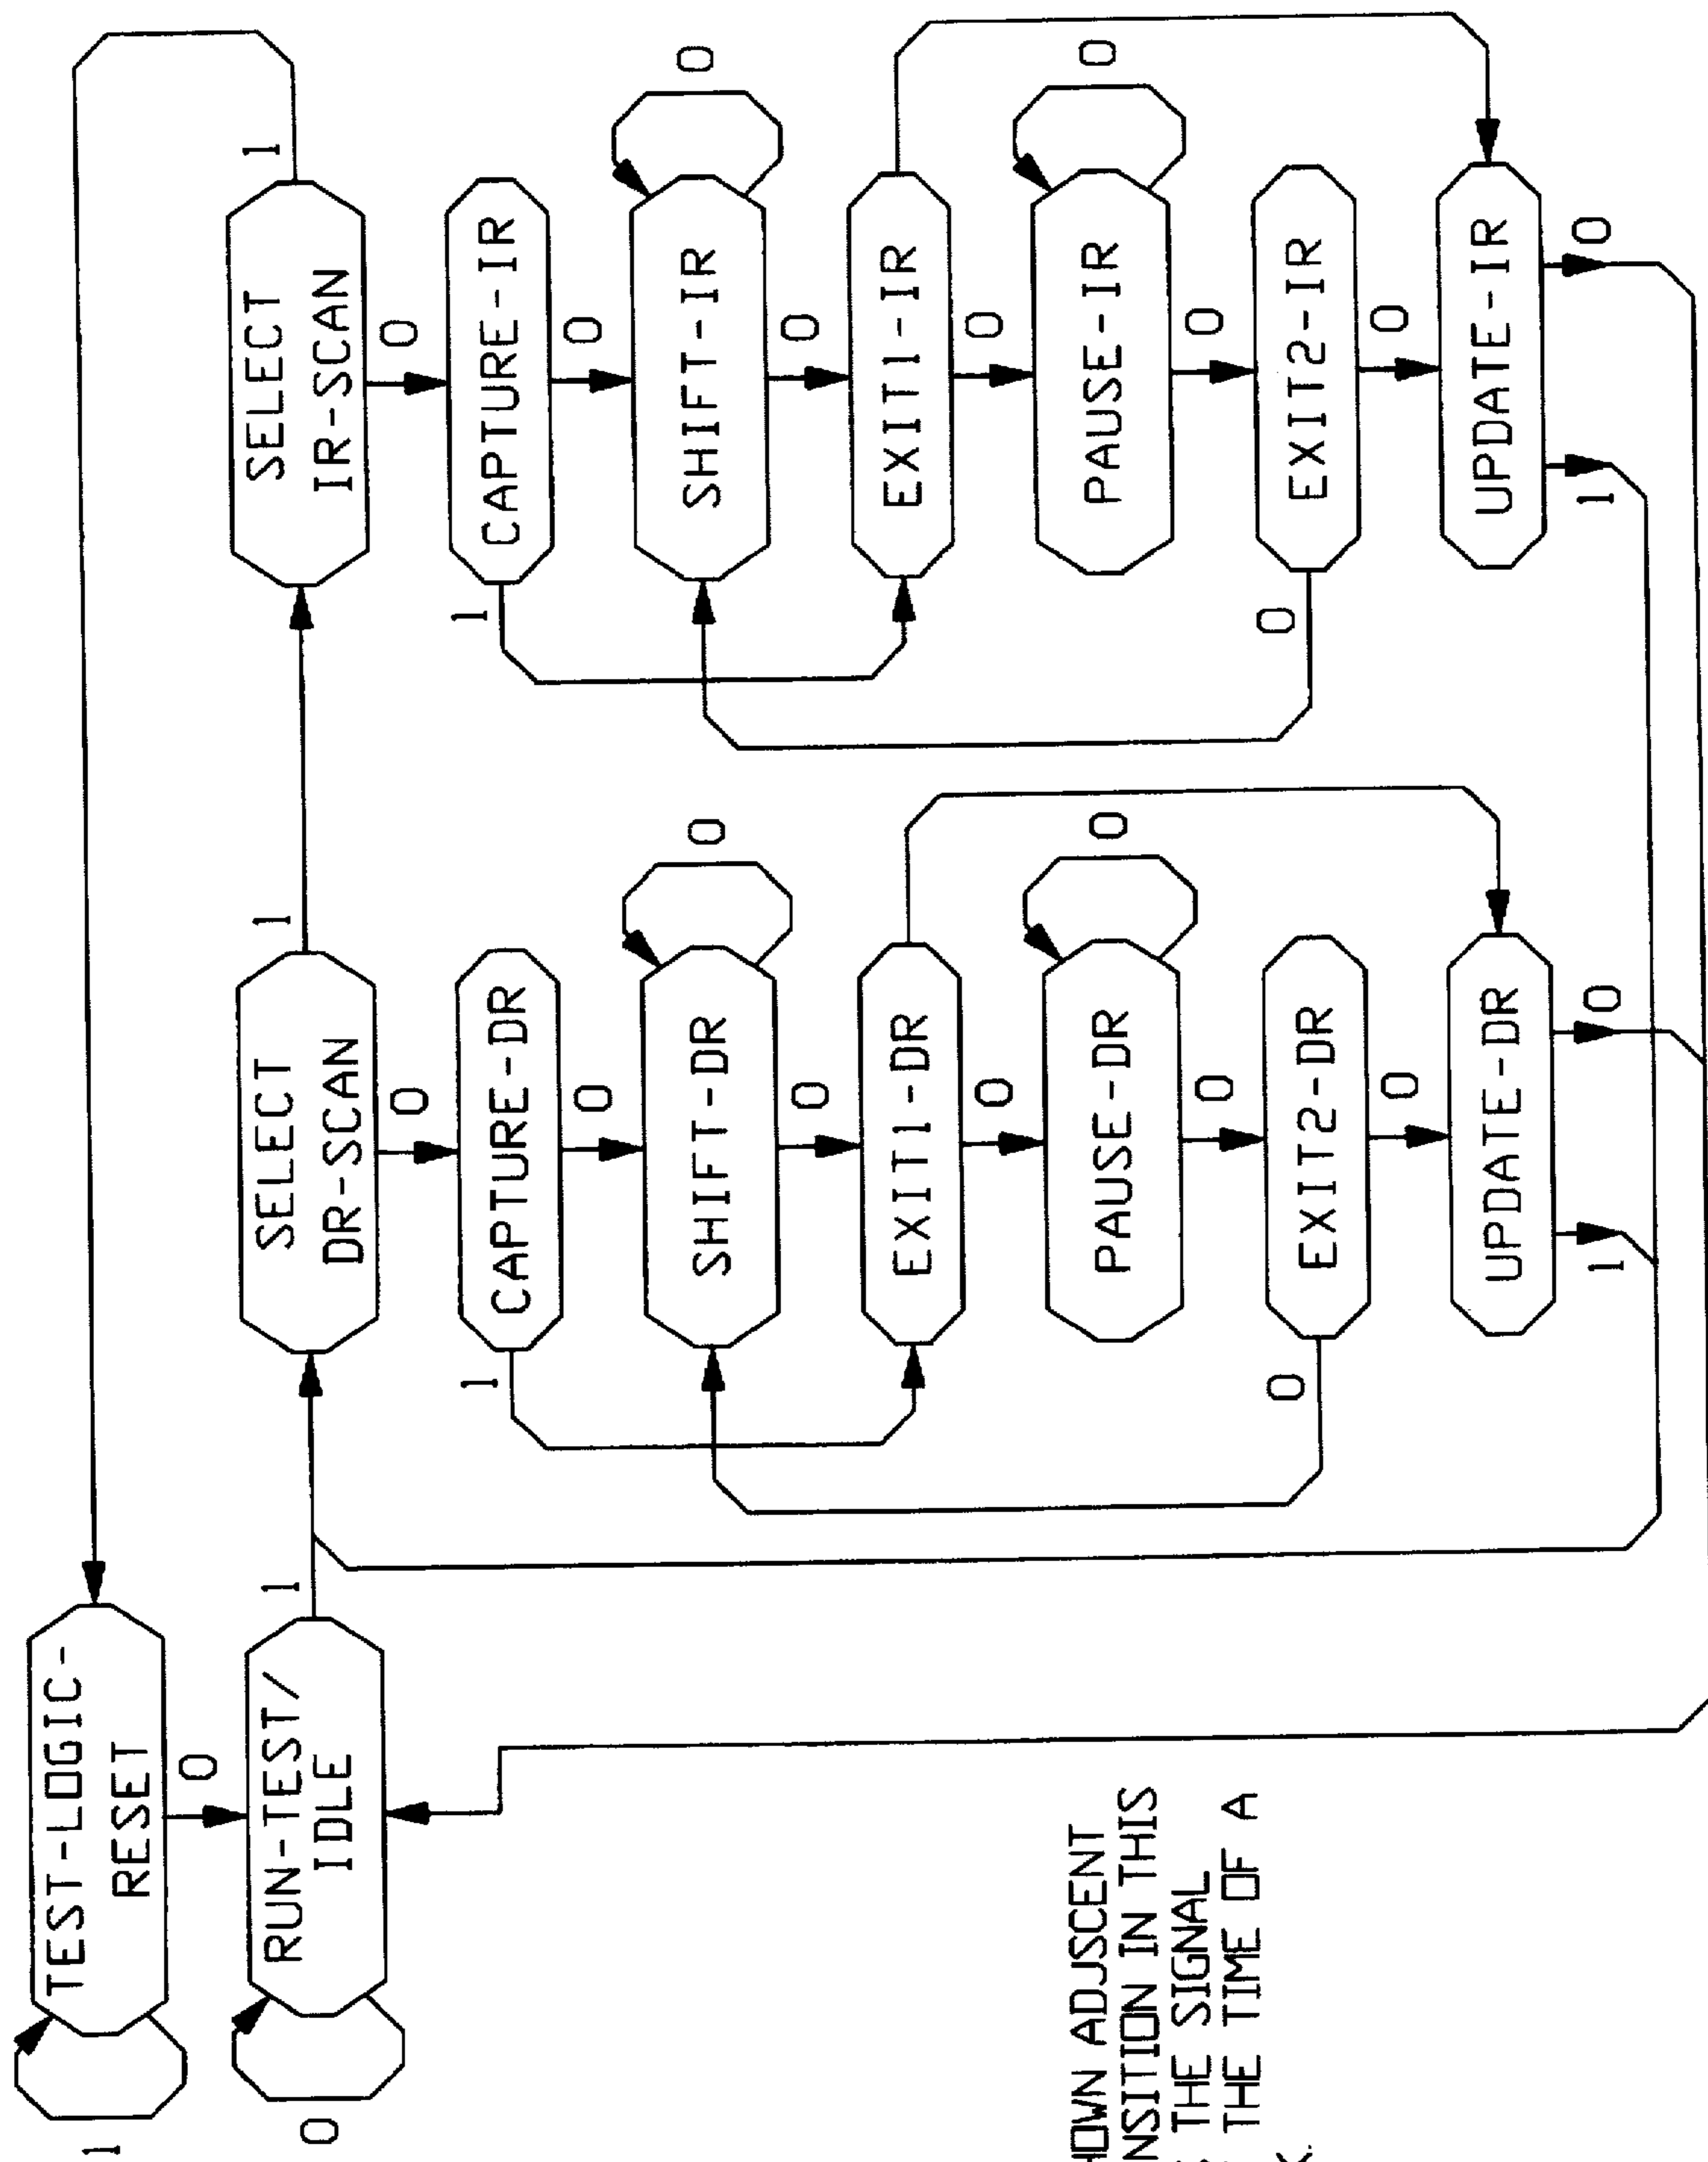 1
TEST-LOGIC-
RESET
0
0
RUN-TEST/
IDLE
1
SELECT
DR-SCAN
1
0
1
CAPTURE-DR
0
SHIFT-DR
0
0
EXIT1-DR
0
PAUSE-DR
0
0
0
EXIT2-DR
0
UPDATE-DR
1
0
SELECT
IR-SCAN
1
0
1
CAPTURE-IR
0
SHIFT-IR
0
0
EXIT1-IR
0
PAUSE-IR
0
0
0
EXIT2-IR
0
UPDATE-IR
1
0
ADJSCENT
IN THIS
THE SIGNAL
THE TIME OF A